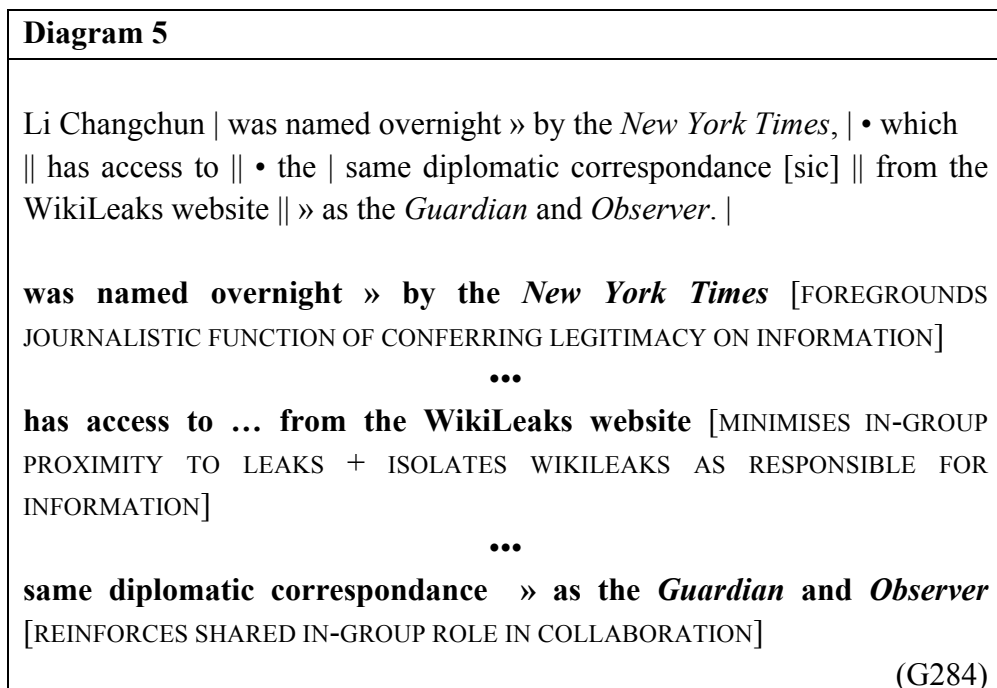 Diagram 5
Li Changchun | was named overnight » by the New York Times, | • which
|| has access to || • the | same diplomatic correspondance [sic] || from the
WikiLeaks website || » as the Guardian and Observer. |
was named overnight » by the New York Times [FOREGROUNDS
JOURNALISTIC FUNCTION OF CONFERRING LEGITIMACY ON INFORMATION]
•••
has access to … from the WikiLeaks website [MINIMISES IN-GROUP
PROXIMITY TO LEAKS + ISOLATES WIKILEAKS AS RESPONSIBLE FOR
INFORMATION]
•••
same diplomatic correspondance » as the Guardian and Observer
[REINFORCES SHARED IN-GROUP ROLE IN COLLABORATION]
(G284)